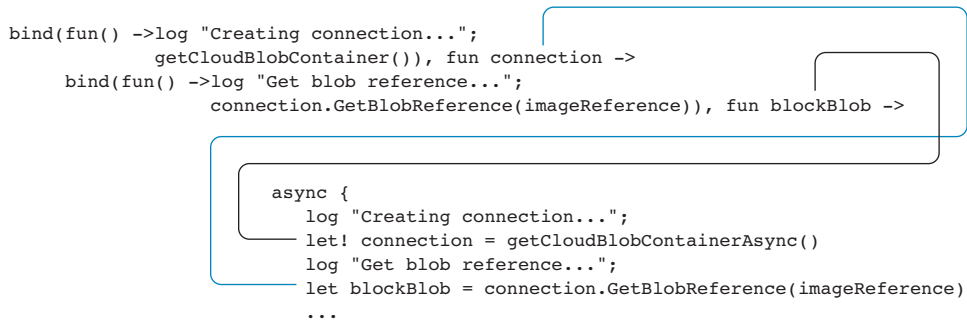 bind(fun() ->log "Creating connection...";
getCloudBlobContainer()), fun connection ->
bind(fun() ->log "Get blob reference...";
connection.GetBlobReference(imageReference)), fun blockBlob ->
async {
log "Creating connection...";
let! connection = getCloudBlobContainerAsync()
log "Get blob reference...";
let blockBlob = connection.GetBlobReference(imageReference)
...